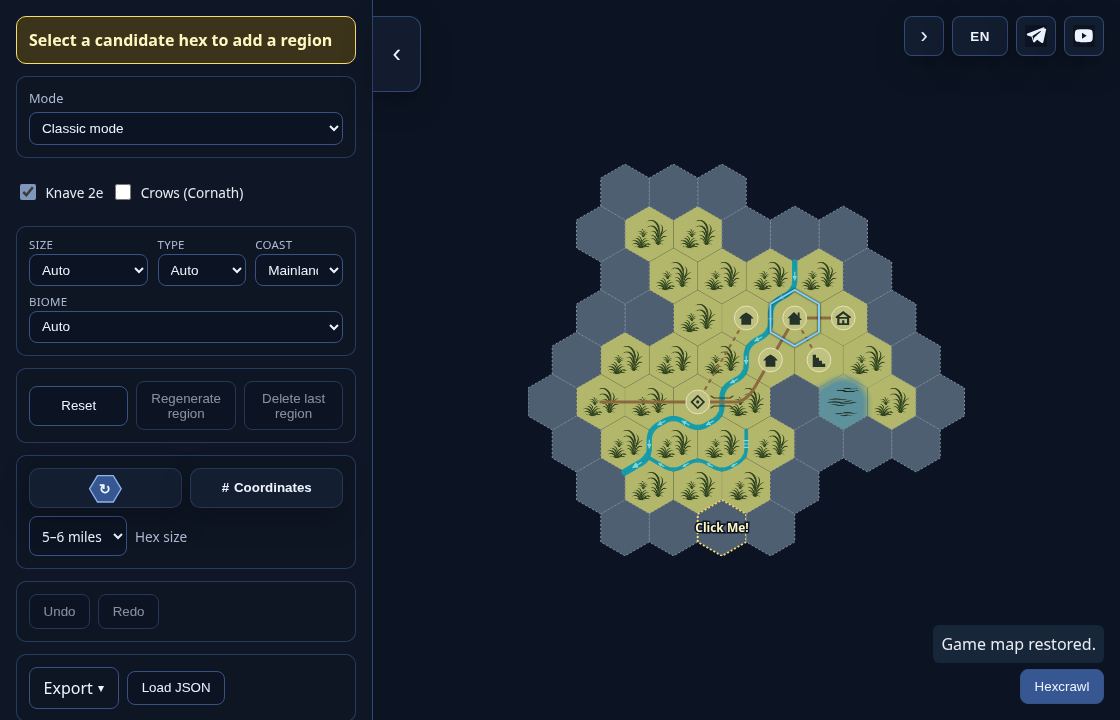 Select a candidate hex to add a region
Mode
Classic mode
Knave 2e
Crows (Cornath)
SIZE
TYPE
COAST
Auto
Auto
Mainland
BIOME
Auto
Reset
Regenerate
region
Delete last
region
# Coordinates
5–6 miles
Hex size
Undo
Redo
Export ▾
Load JSON
EN
Click Me!
Game map restored.
Hexcrawl